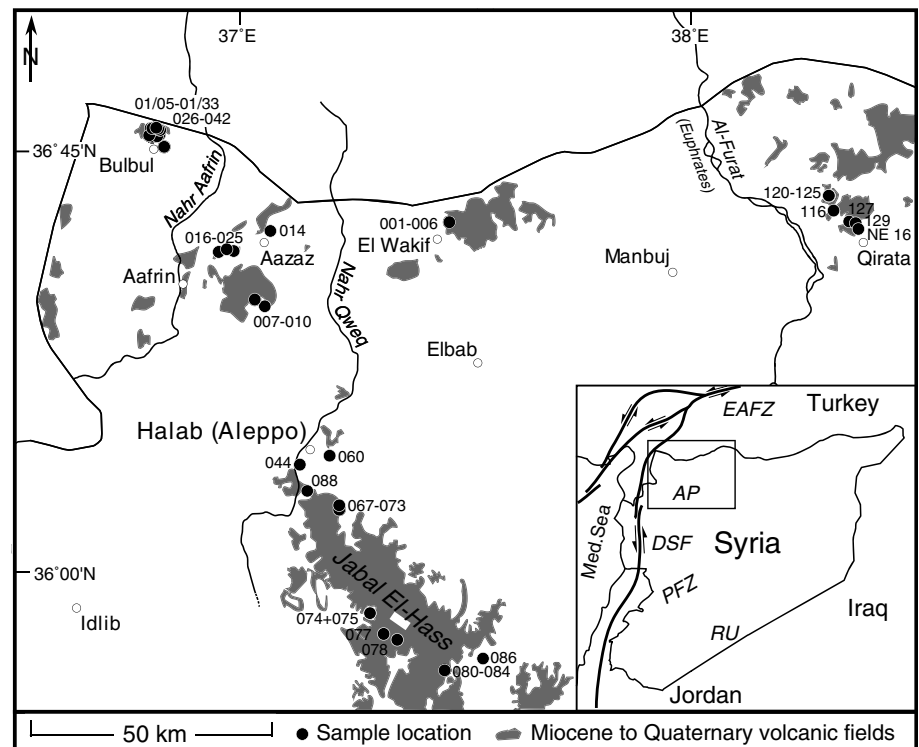 37°E
38°E
N
01/05-01/33
026-042
36°45'N
Bulbul
Nahr Aafrin
Al-Furat
(Euphrates)
120-125
116
127
129
NE 16
Qirata
001-006
El Wakif
014
016-025
Aazaz
Aafrin
Manbuj
007-010
Nahr Qweq
Elbab
Halab (Aleppo)
060
044
088
067-073
36°00'N
Jabal El-Hass
Idlib
074+075
077
078
086
080-084
EAFZ
Turkey
AP
Med.Sea
DSF
Syria
PFZ
Iraq
RU
Jordan
50 km
Sample location
Miocene to Quaternary volcanic fields